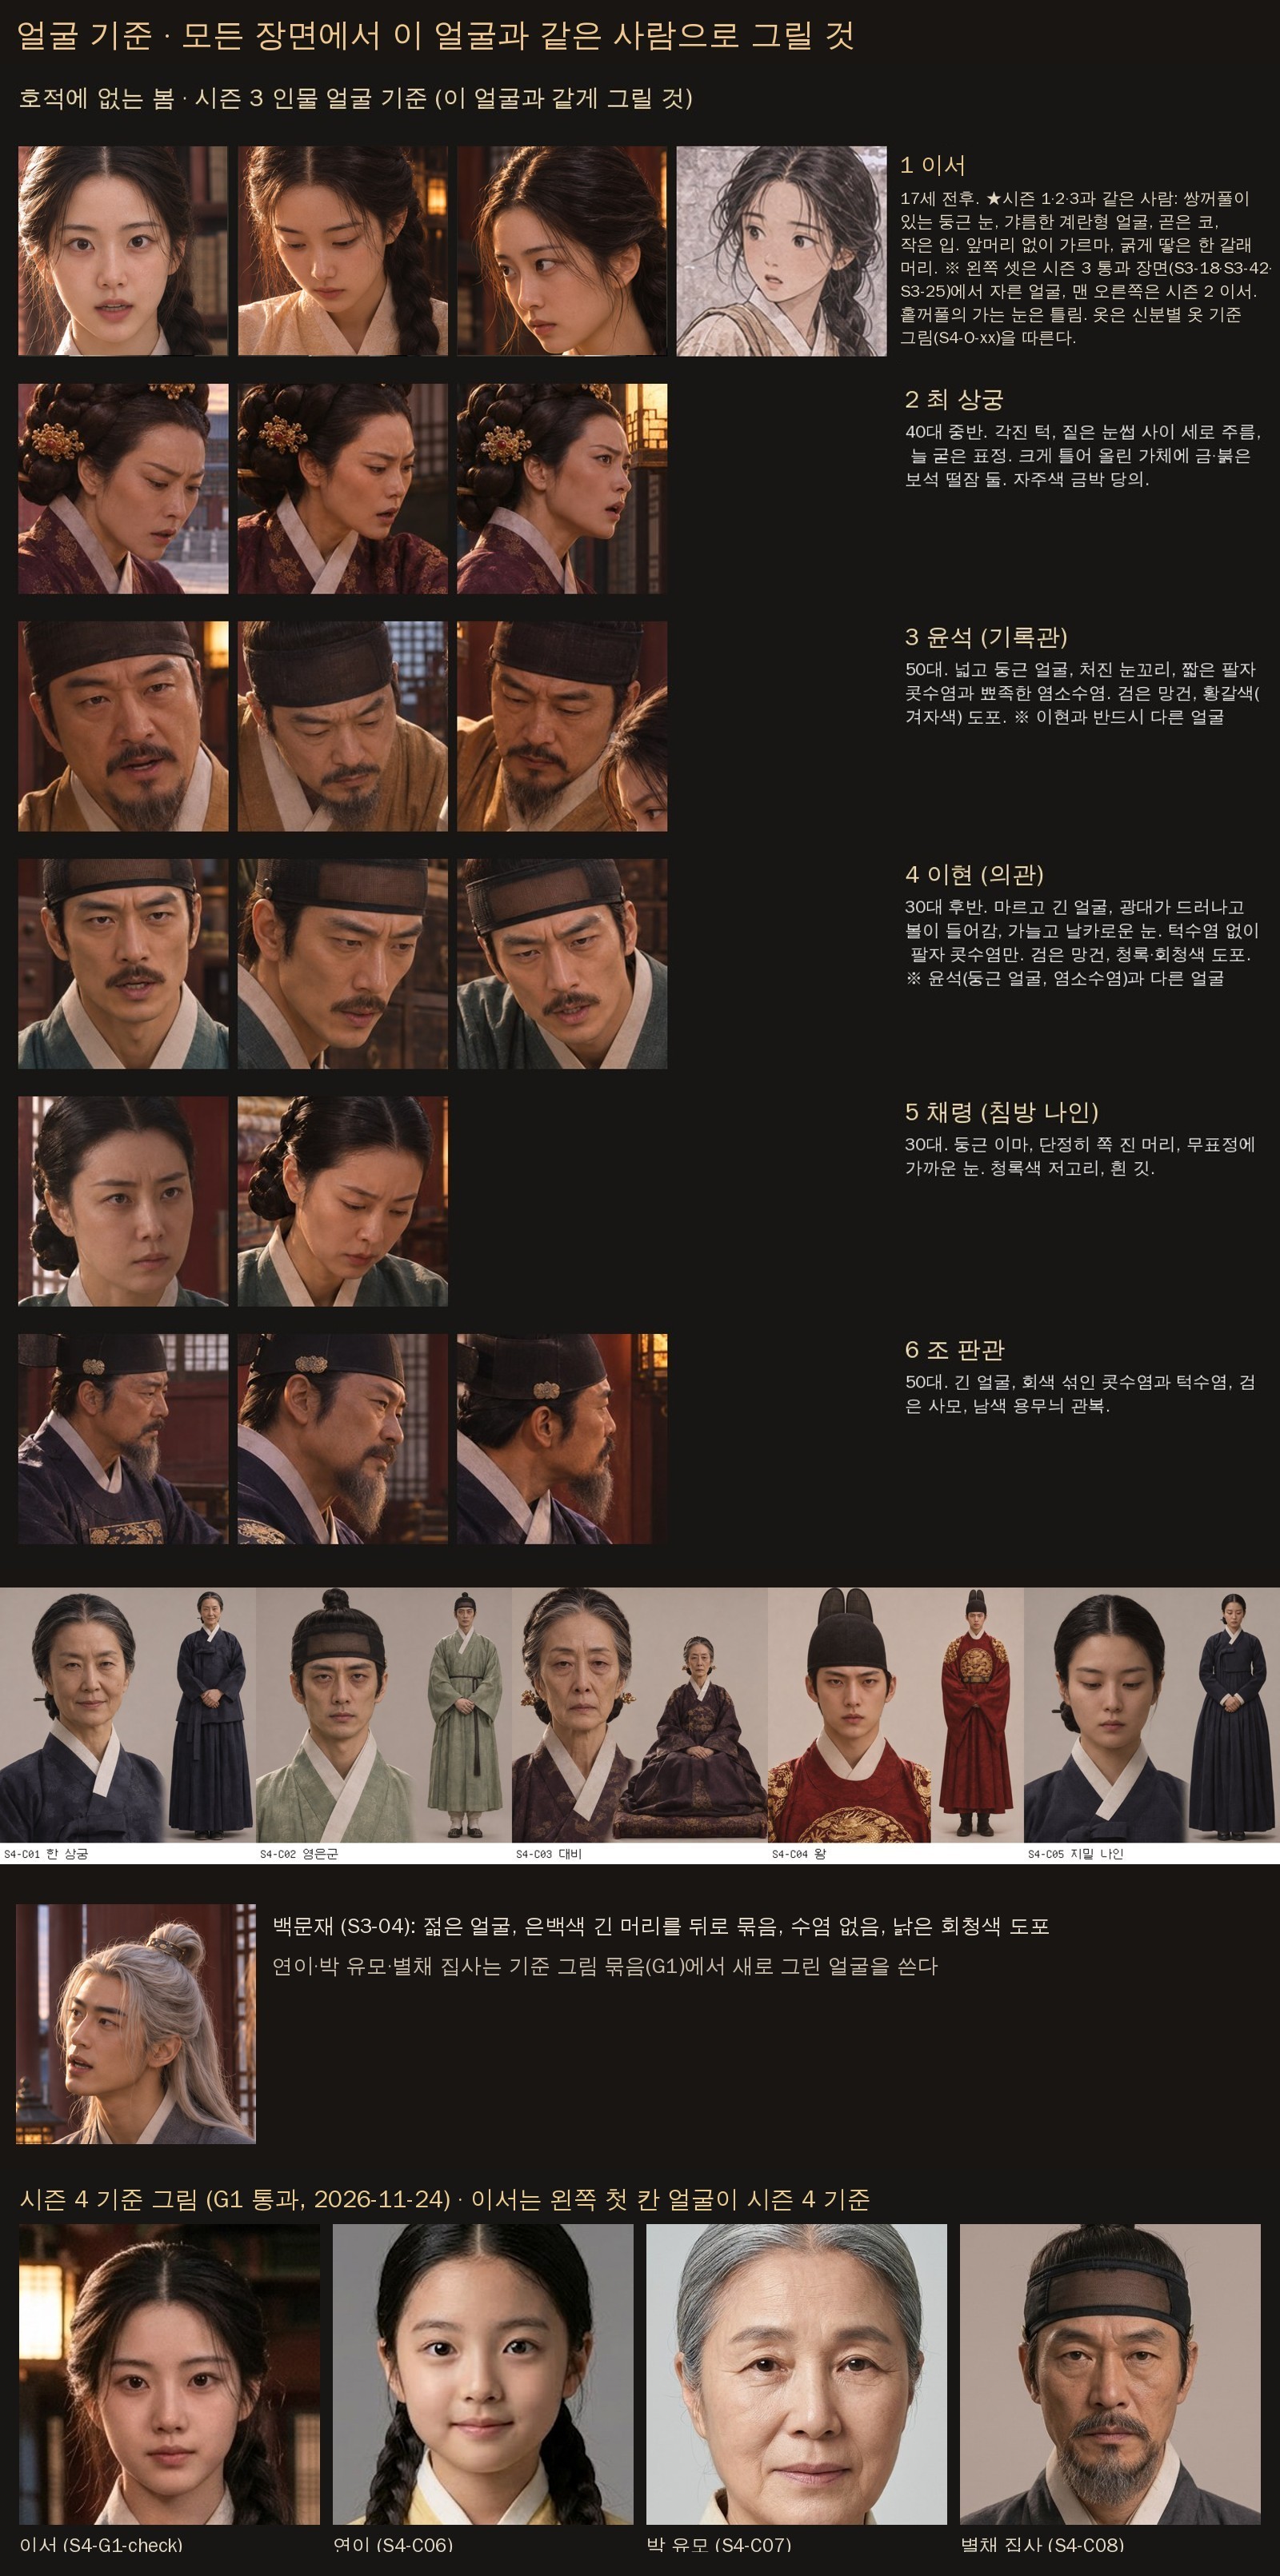 얼굴 기준 · 모든 장면에서 이 얼굴과 같은 사람으로 그릴 것
호적에 없는 봄 · 시즌 3 인물 얼굴 기준 (이 얼굴과 같게 그릴 것)
1 이서
17세 전후. ★시즌 1·2·3과 같은 사람: 쌍꺼풀이
있는 둥근 눈, 갸름한 계란형 얼굴, 곧은 코,
작은 입. 앞머리 없이 가르마, 굵게 땋은 한 갈래
머리. ※ 왼쪽 셋은 시즌 3 통과 장면(S3-18·S3-42·
S3-25)에서 자른 얼굴, 맨 오른쪽은 시즌 2 이서.
홑꺼풀의 가는 눈은 틀림. 옷은 신분별 옷 기준
그림(S4-O-xx)을 따른다.
2 최 상궁
40대 중반. 각진 턱, 짙은 눈썹 사이 세로 주름,
늘 굳은 표정. 크게 틀어 올린 가체에 금·붉은
보석 떨잠 둘. 자주색 금박 당의.
3 윤석 (기록관)
50대. 넓고 둥근 얼굴, 처진 눈꼬리, 짧은 팔자
콧수염과 뾰족한 염소수염. 검은 망건, 황갈색(
겨자색) 도포. ※ 이현과 반드시 다른 얼굴
4 이현 (의관)
30대 후반. 마르고 긴 얼굴, 광대가 드러나고
볼이 들어감, 가늘고 날카로운 눈. 턱수염 없이
팔자 콧수염만. 검은 망건, 청록·회청색 도포.
※ 윤석(둥근 얼굴, 염소수염)과 다른 얼굴
5 채령 (침방 나인)
30대. 둥근 이마, 단정히 쪽 진 머리, 무표정에
가까운 눈. 청록색 저고리, 흰 깃.
6 조 판관
50대. 긴 얼굴, 회색 섞인 콧수염과 턱수염, 검
은 사모, 남색 용무늬 관복.
S4-C01 한 상궁
S4-C02 영은군
S4-C03 대비
S4-C04 왕
S4-C05 지밀 나인
백문재 (S3-04): 젊은 얼굴, 은백색 긴 머리를 뒤로 묶음, 수염 없음, 낡은 회청색 도포
연이·박 유모·별채 집사는 기준 그림 묶음(G1)에서 새로 그린 얼굴을 쓴다
시즌 4 기준 그림 (G1 통과, 2026-11-24) · 이서는 왼쪽 첫 칸 얼굴이 시즌 4 기준
이서 (S4-G1-check)
연이 (S4-C06)
박 유모 (S4-C07)
별채 집사 (S4-C08)